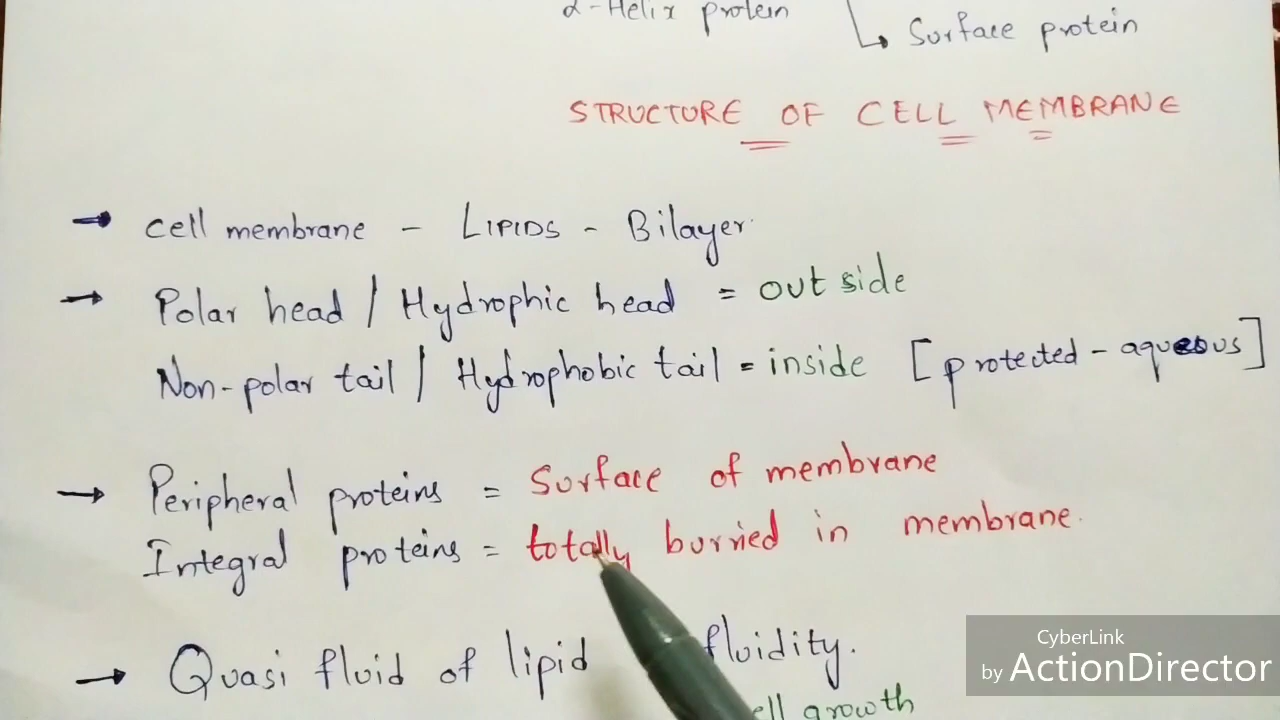 α-Helix protein
Surface protein
STRUCTURE OF CELL MEMBRANE
cell membrane - LIPIDS - Bilayer
Polar head / Hydrophic head = out side
Non-polar tail / Hydrophobic tail = inside [protected - aqueous]
Peripheral proteins = Surface of membrane
Integral proteins = totally burried in membrane.
Quasi fluid of lipid fluidity.
growth
CyberLink
by ActionDirector